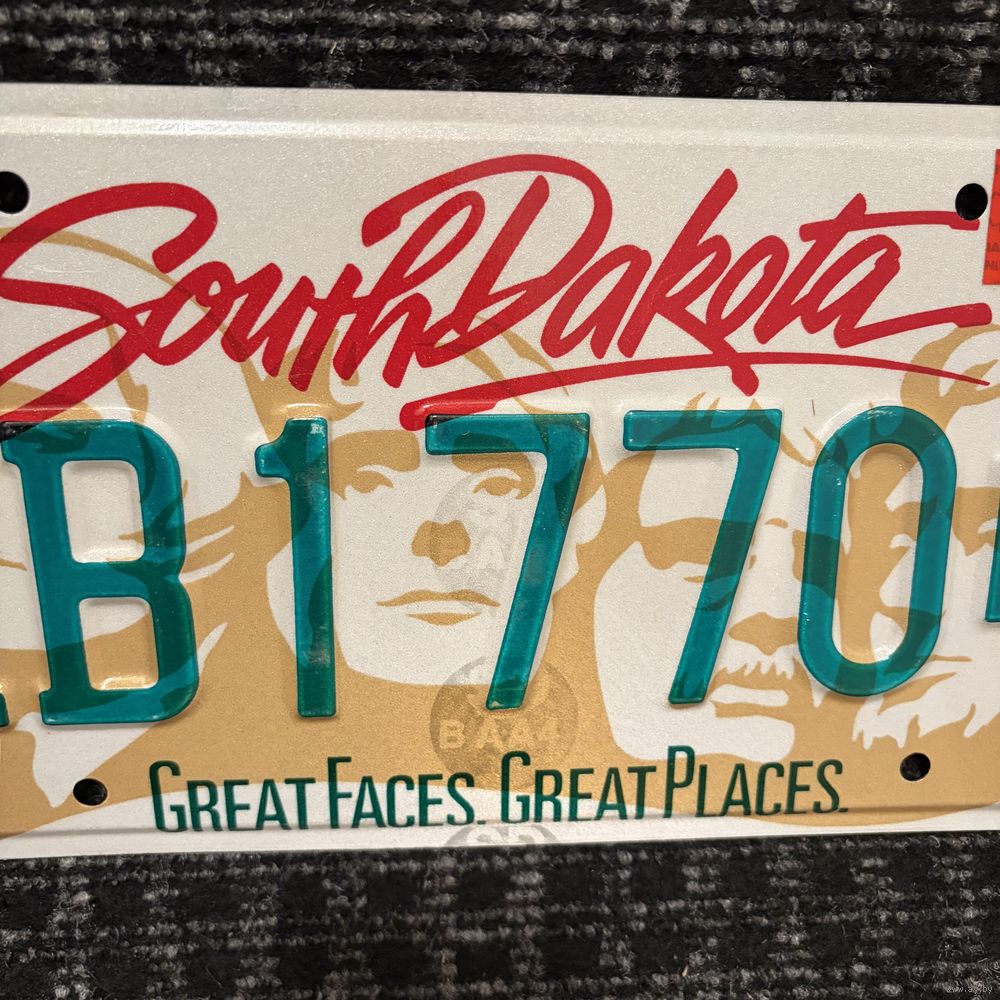 South Dakota
B1770
GREAT FACES. GREAT PLACES.
BAA4